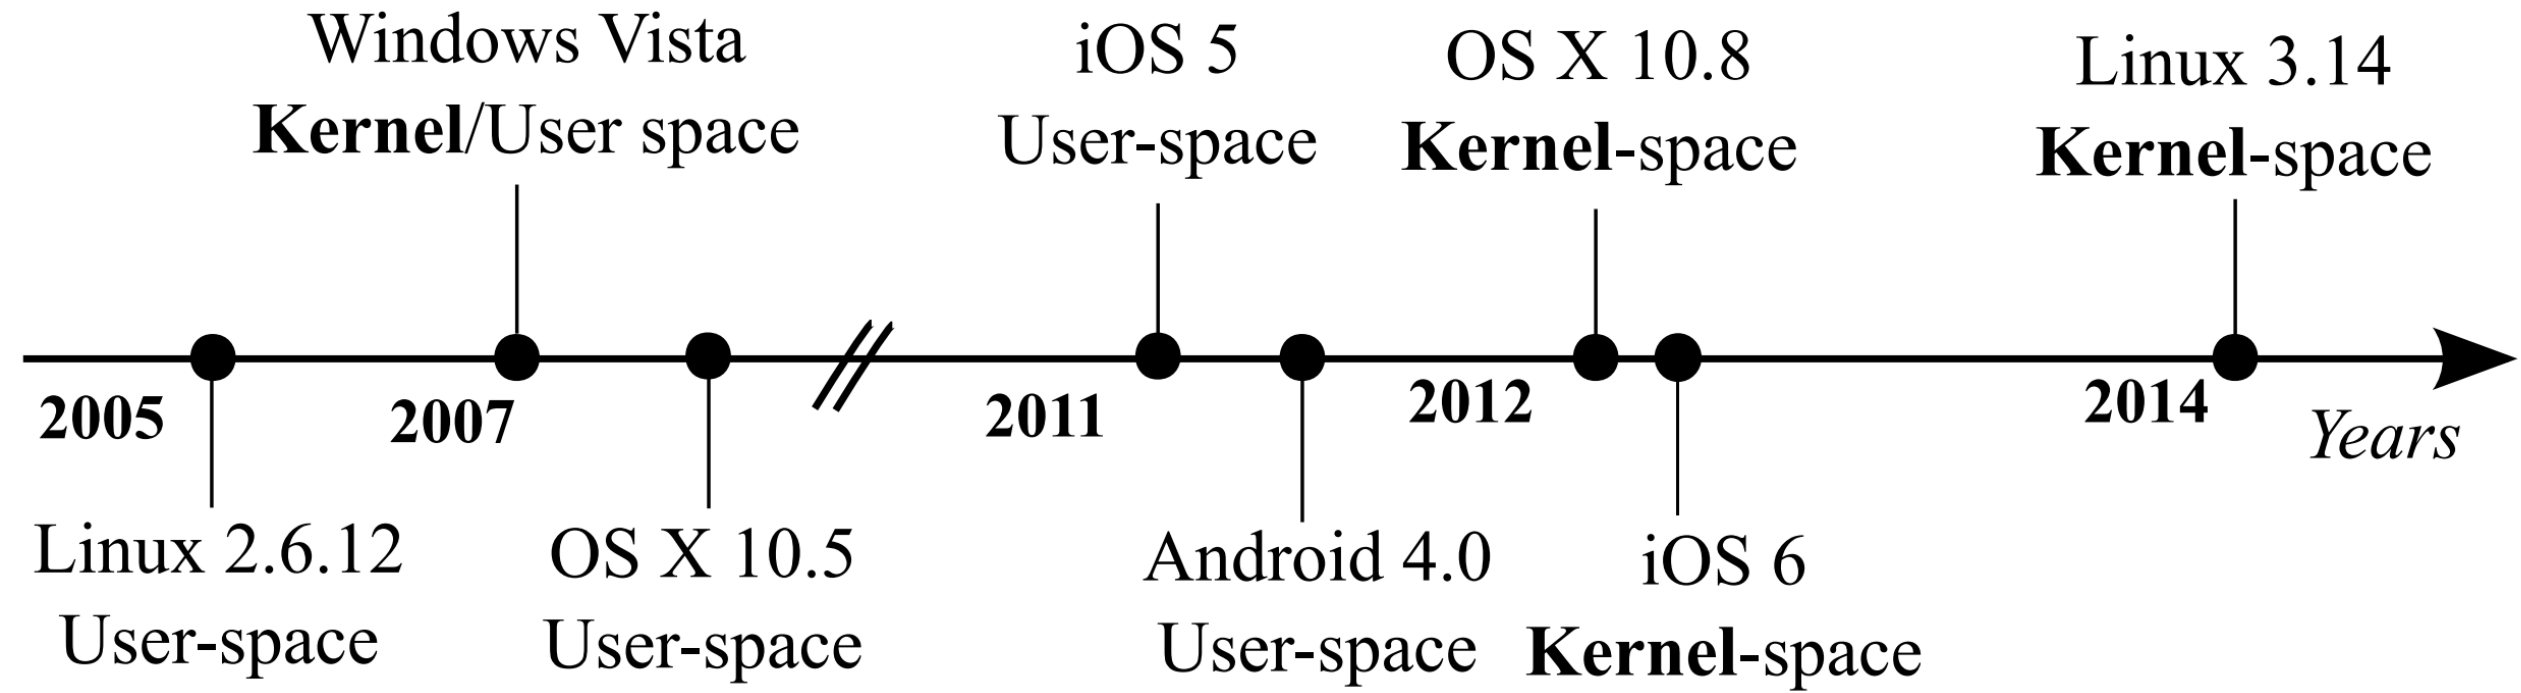 Windows Vista
Kernel/User space
iOS 5
User-space
OS X 10.8
Kernel-space
Linux 3.14
Kernel-space
2005
2007
2011
2012
2014
Years
Linux 2.6.12
User-space
OS X 10.5
User-space
Android 4.0
User-space
iOS 6
Kernel-space